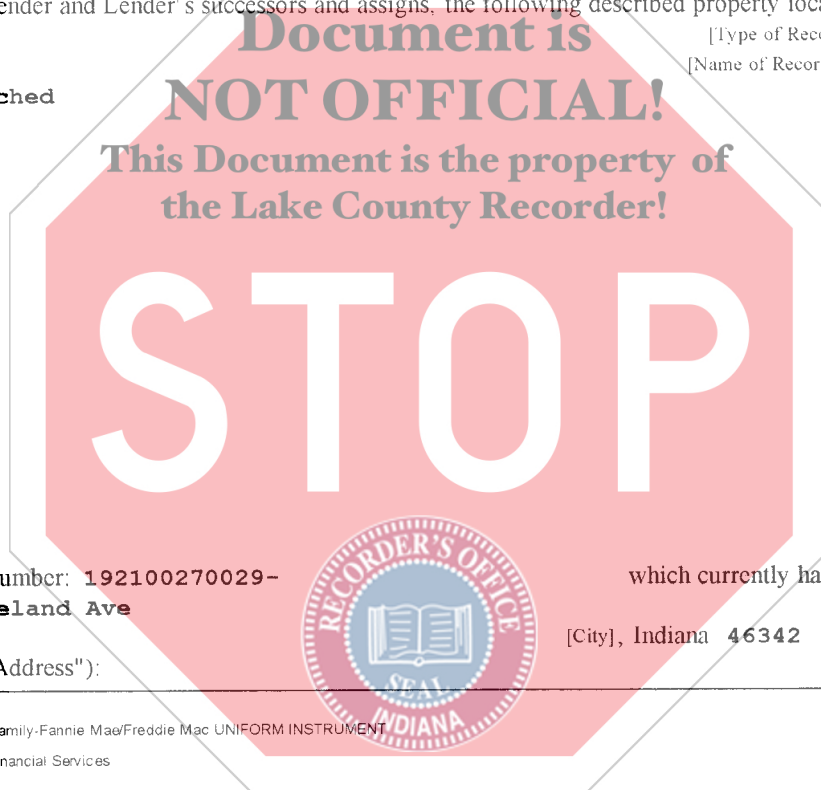 ender and Lender's successors and assigns, the following described property loca
Document is
[Type of Reco
NOT OFFICIAL!
[Name of Recor
ched
This Document is the property of
the Lake County Recorder!
STOP
RECORDER'S OFFICE
SEAL
INDIANA
umber: 192100270029-
which currently ha
eland Ave
[City], Indiana 46342
Address"):
amily-Fannie Mae/Freddie Mac UNIFORM INSTRUMENT
nancial Services